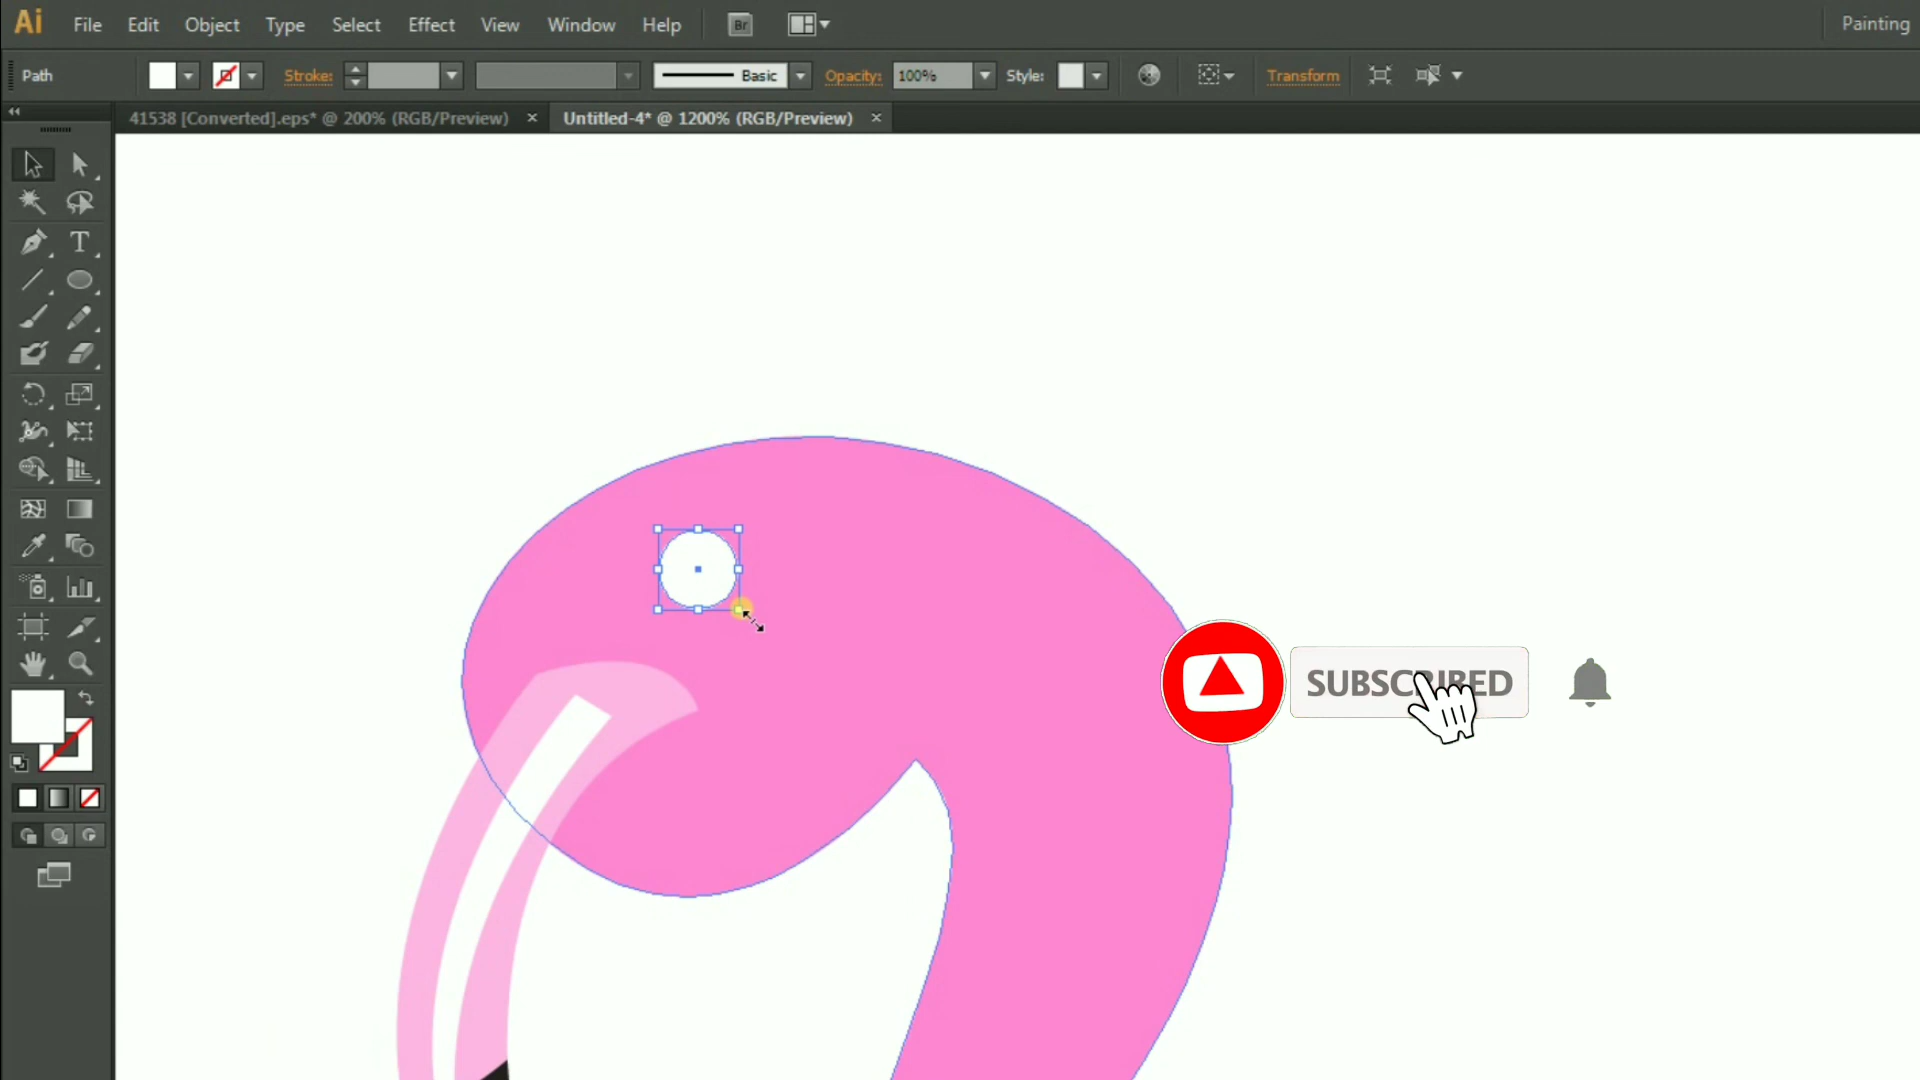 Ai File Edit Object Type Select Effect View Window Help Br Painting
Path Stroke: Basic Opacity: 100% Style: Transform
41538 [Converted].eps* @ 200% (RGB/Preview) × Untitled-4* @ 1200% (RGB/Preview) ×
T
SUBSCRIBED